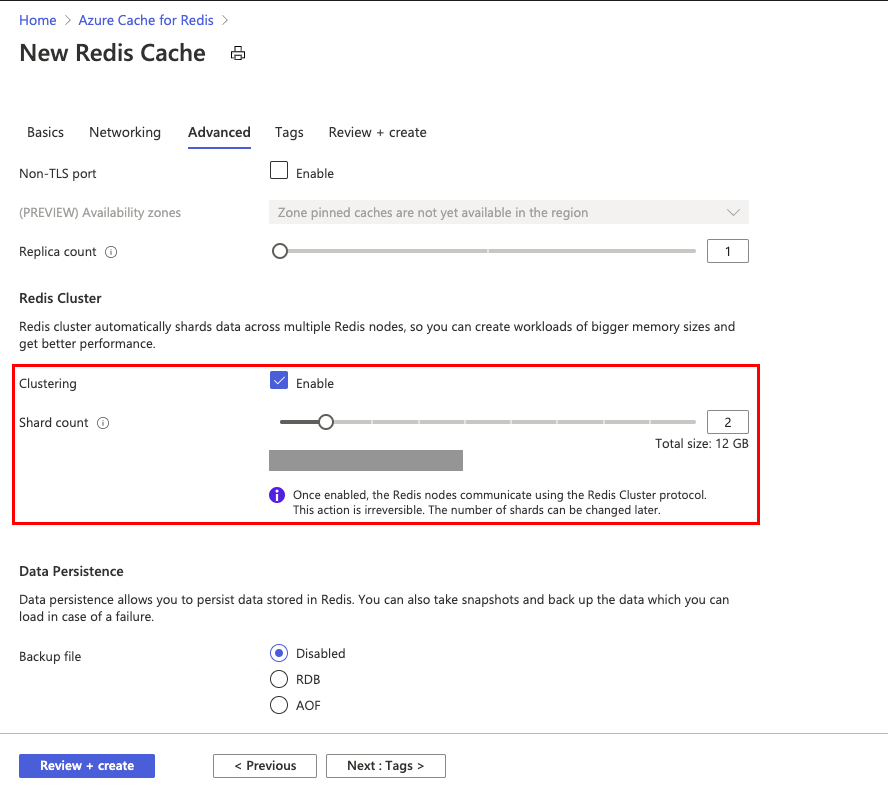 Home > Azure Cache for Redis >
New Redis Cache
Basics Networking Advanced Tags Review + create
Non-TLS port Enable
(PREVIEW) Availability zones Zone pinned caches are not yet available in the region
Replica count 1
Redis Cluster
Redis cluster automatically shards data across multiple Redis nodes, so you can create workloads of bigger memory sizes and
get better performance.
Clustering Enable
Shard count 2
Total size: 12 GB
Once enabled, the Redis nodes communicate using the Redis Cluster protocol.
This action is irreversible. The number of shards can be changed later.
Data Persistence
Data persistence allows you to persist data stored in Redis. You can also take snapshots and back up the data which you can
load in case of a failure.
Backup file Disabled
RDB
AOF
Review + create < Previous Next : Tags >